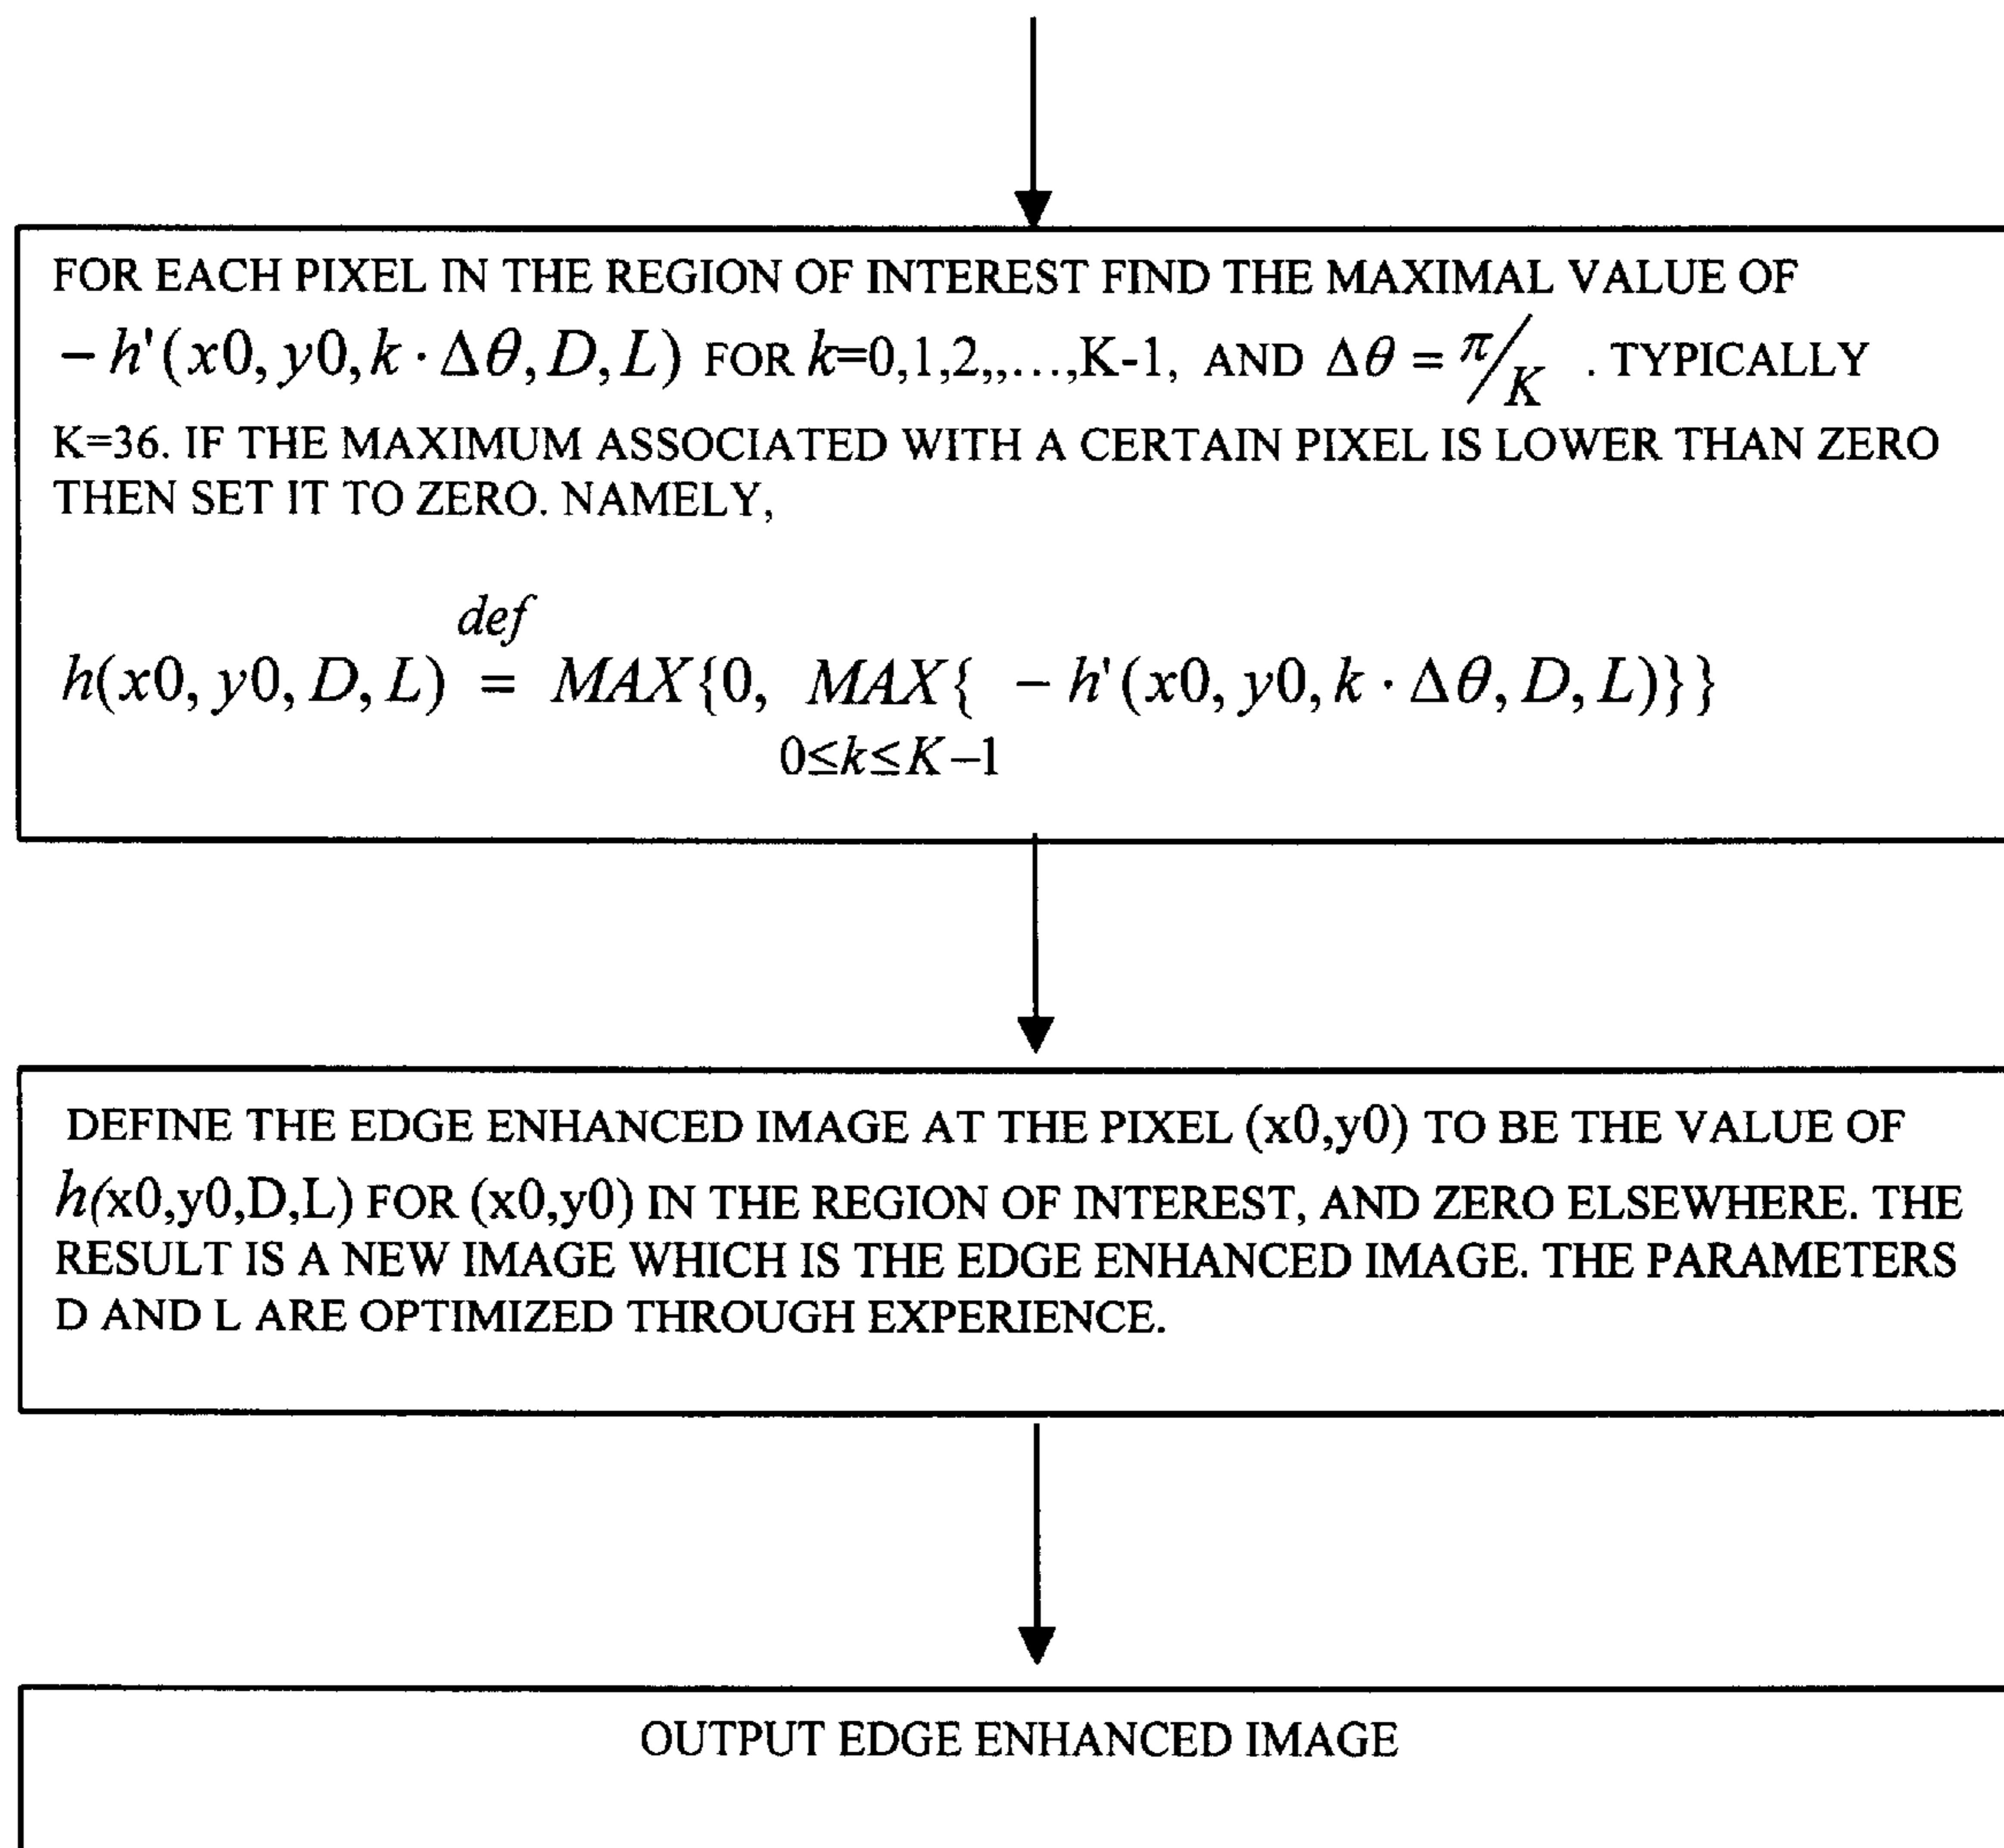 FOR EACH PIXEL IN THE REGION OF INTEREST FIND THE MAXIMAL VALUE OF
− h'(x0, y0, k · Δθ, D, L) FOR k=0,1,2,,…,K-1, AND Δθ = π/K . TYPICALLY
K=36. IF THE MAXIMUM ASSOCIATED WITH A CERTAIN PIXEL IS LOWER THAN ZERO
THEN SET IT TO ZERO. NAMELY,
def
h(x0, y0, D, L) = MAX{0, MAX{ − h'(x0, y0, k · Δθ, D, L)}}
0≤k≤K−1
DEFINE THE EDGE ENHANCED IMAGE AT THE PIXEL (x0,y0) TO BE THE VALUE OF
h(x0,y0,D,L) FOR (x0,y0) IN THE REGION OF INTEREST, AND ZERO ELSEWHERE. THE
RESULT IS A NEW IMAGE WHICH IS THE EDGE ENHANCED IMAGE. THE PARAMETERS
D AND L ARE OPTIMIZED THROUGH EXPERIENCE.
OUTPUT EDGE ENHANCED IMAGE